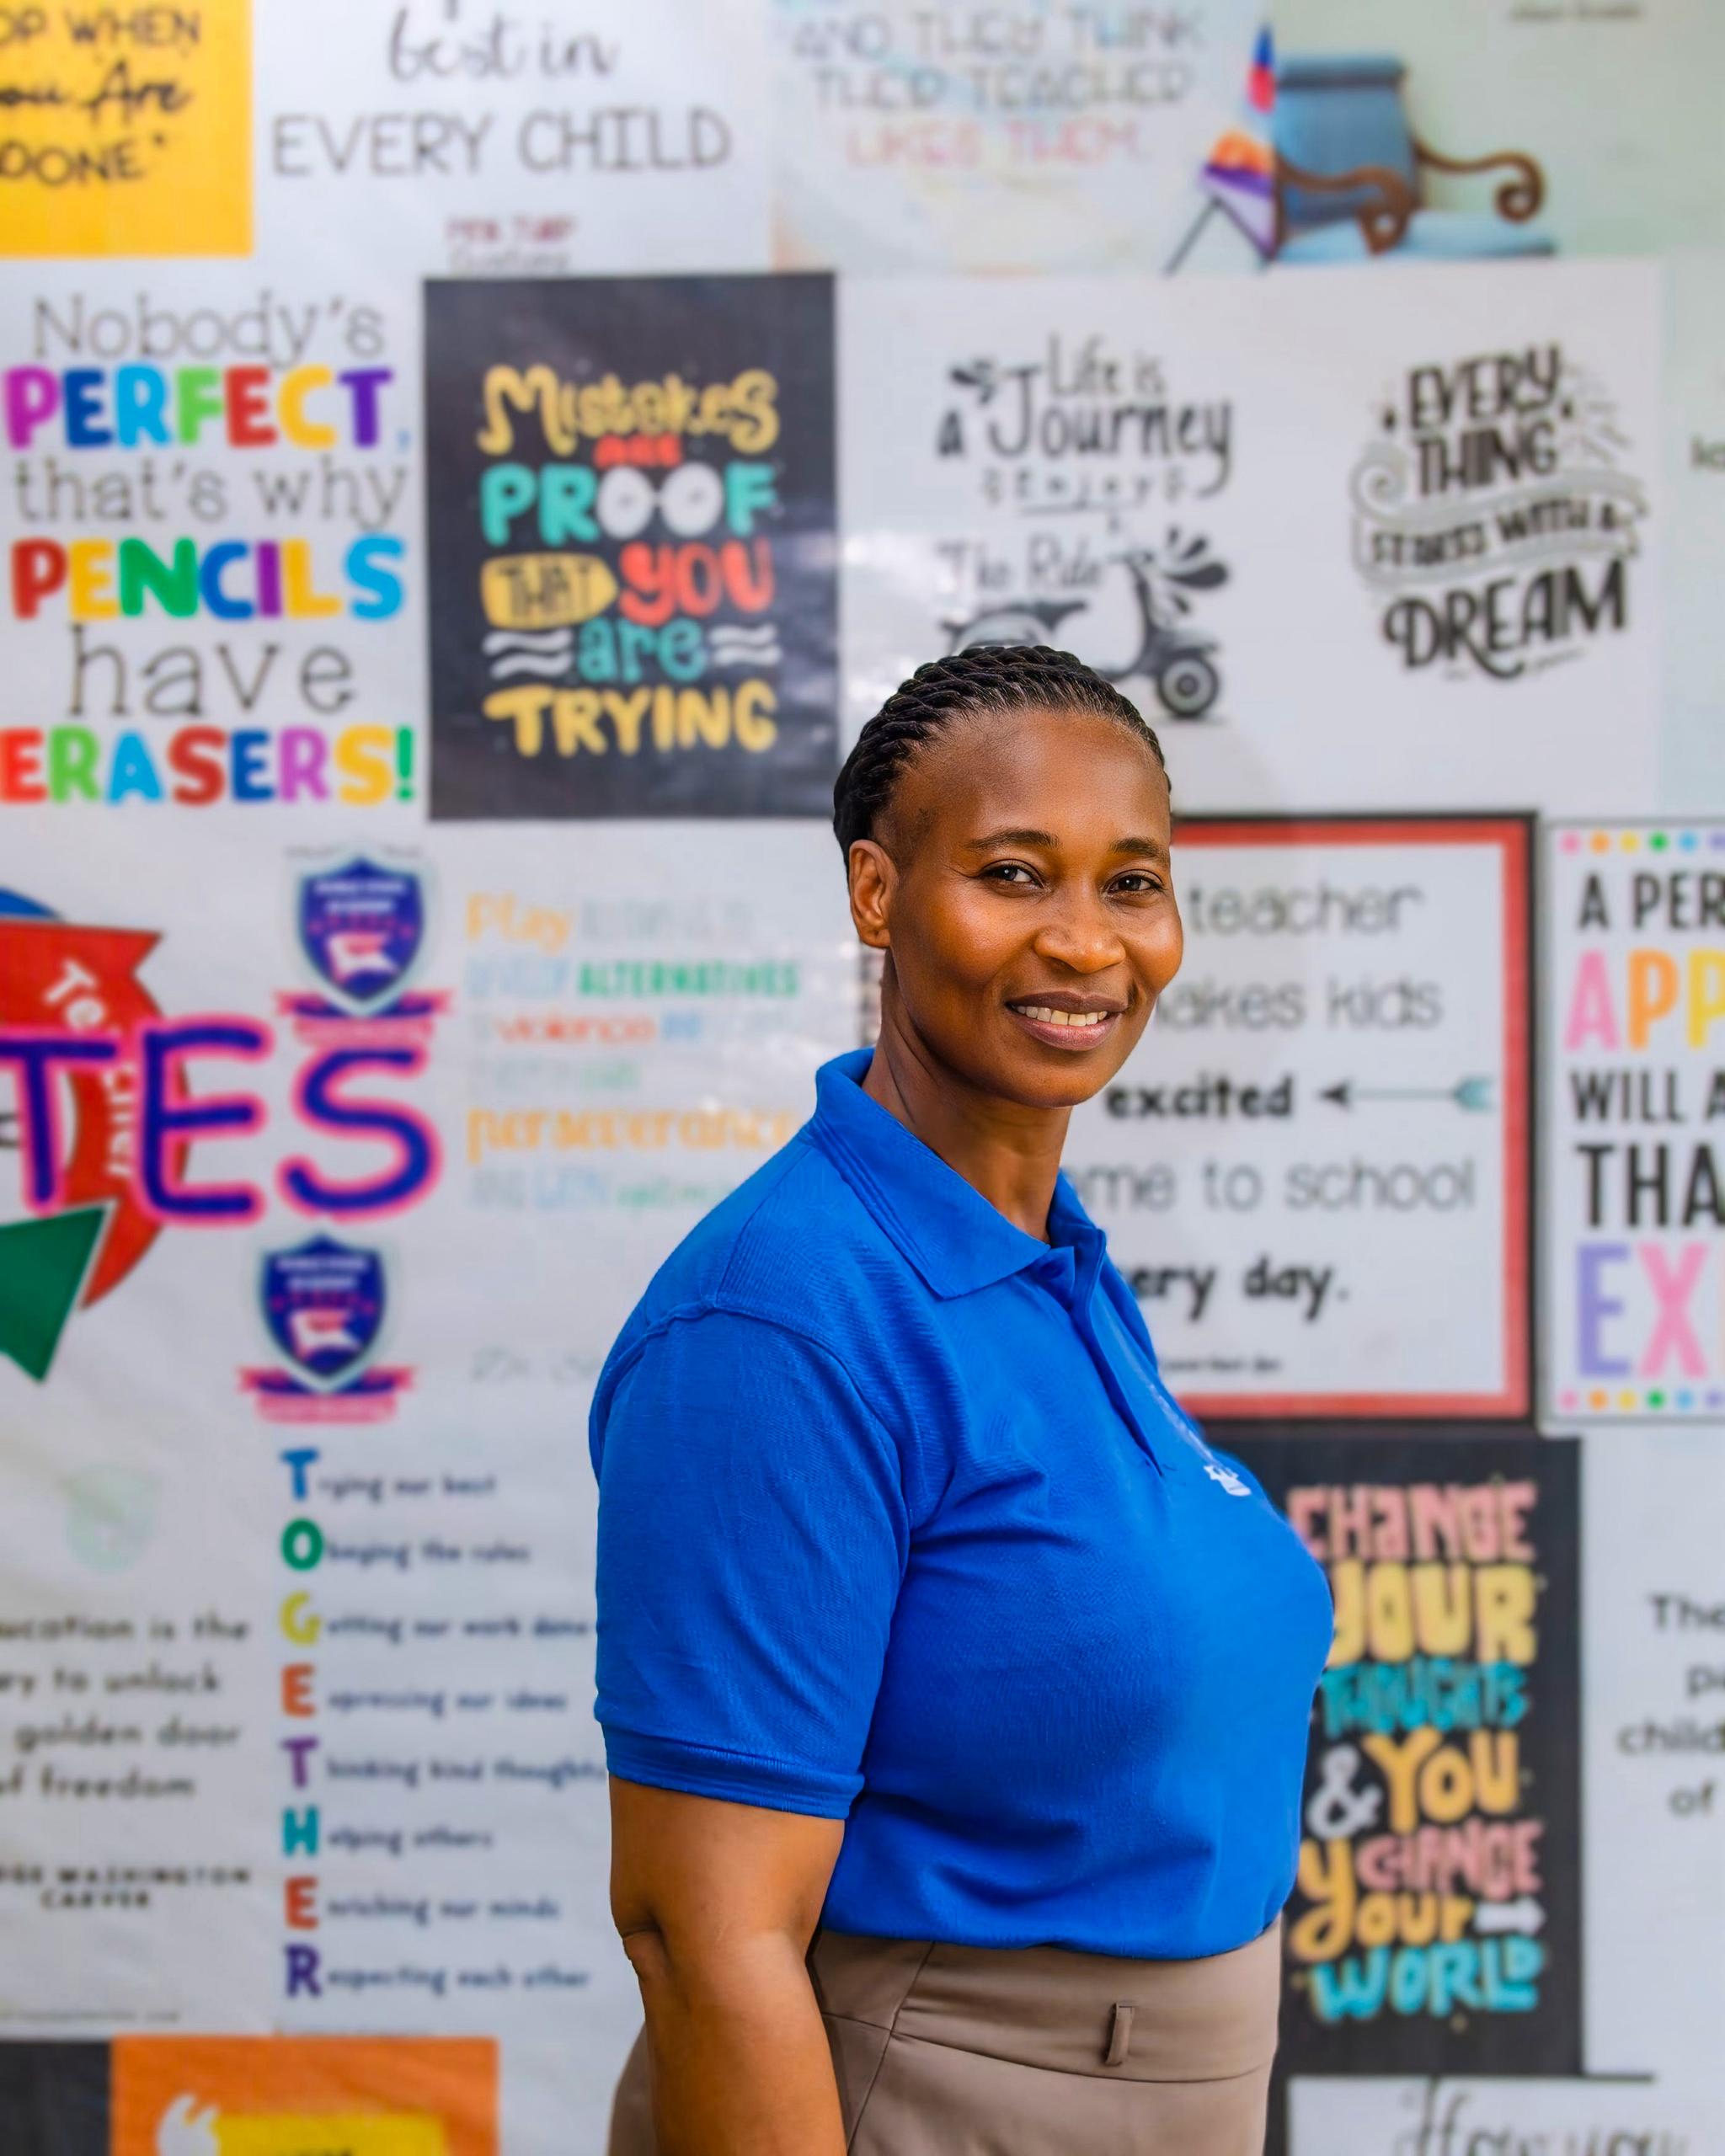 OP WHEN
ou Are
DONE."
best in
EVERY CHILD
AND THEY THINK
THEIR TEACHER
LIKES THEM.
Nobody's
PERFECT,
that's why
PENCILS
have
ERASERS!
Mistakes
are
PROOF
THAT YOU
are
TRYING
Life is
a Journey
Enjoy
The Ride
EVERY
THING
STARTS WITH A
DREAM
TES
Play
ALTERNATIVES
violence
perseverance
teacher
akes kids
excited
me to school
ery day.
A PER
APP
WILL A
THA
EX
Trying our best
Obeying the rules
Getting our work done
Expressing our ideas
Thinking kind thoughts
Helping others
Enriching our minds
Respecting each other
ucation is the
ey to unlock
golden door
of freedom
GE WASHINGTON
CARVER
CHANGE
YOUR
THOUGHTS
& YOU
CHANGE
your
WORLD
The
child
of